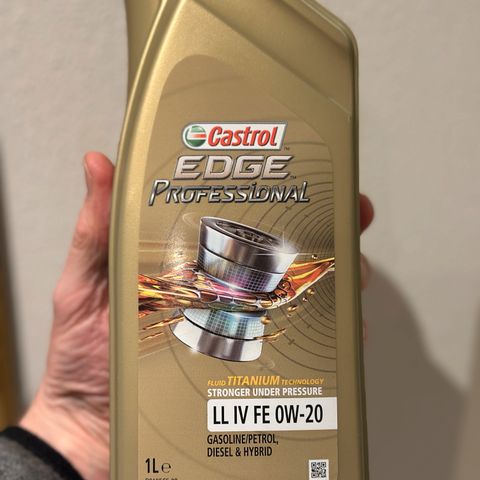 Castrol
EDGE
PROFESSIONAL
FLUID TITANIUM TECHNOLOGY
STRONGER UNDER PRESSURE
LL IV FE 0W-20
GASOLINE/PETROL,
DIESEL & HYBRID
1L e